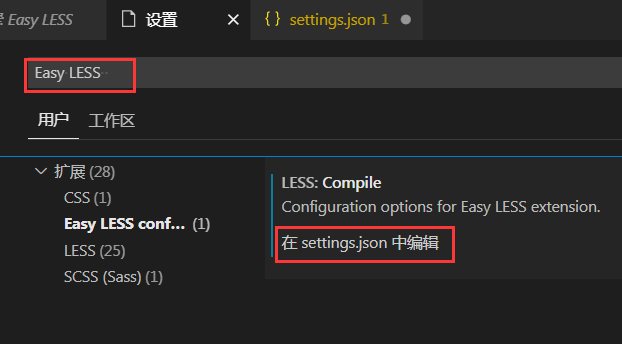 Easy LESS
设置
settings.json 1
Easy LESS
用户
工作区
扩展 (28)
CSS (1)
Easy LESS conf... (1)
LESS (25)
SCSS (Sass) (1)
LESS: Compile
Configuration options for Easy LESS extension.
在 settings.json 中编辑